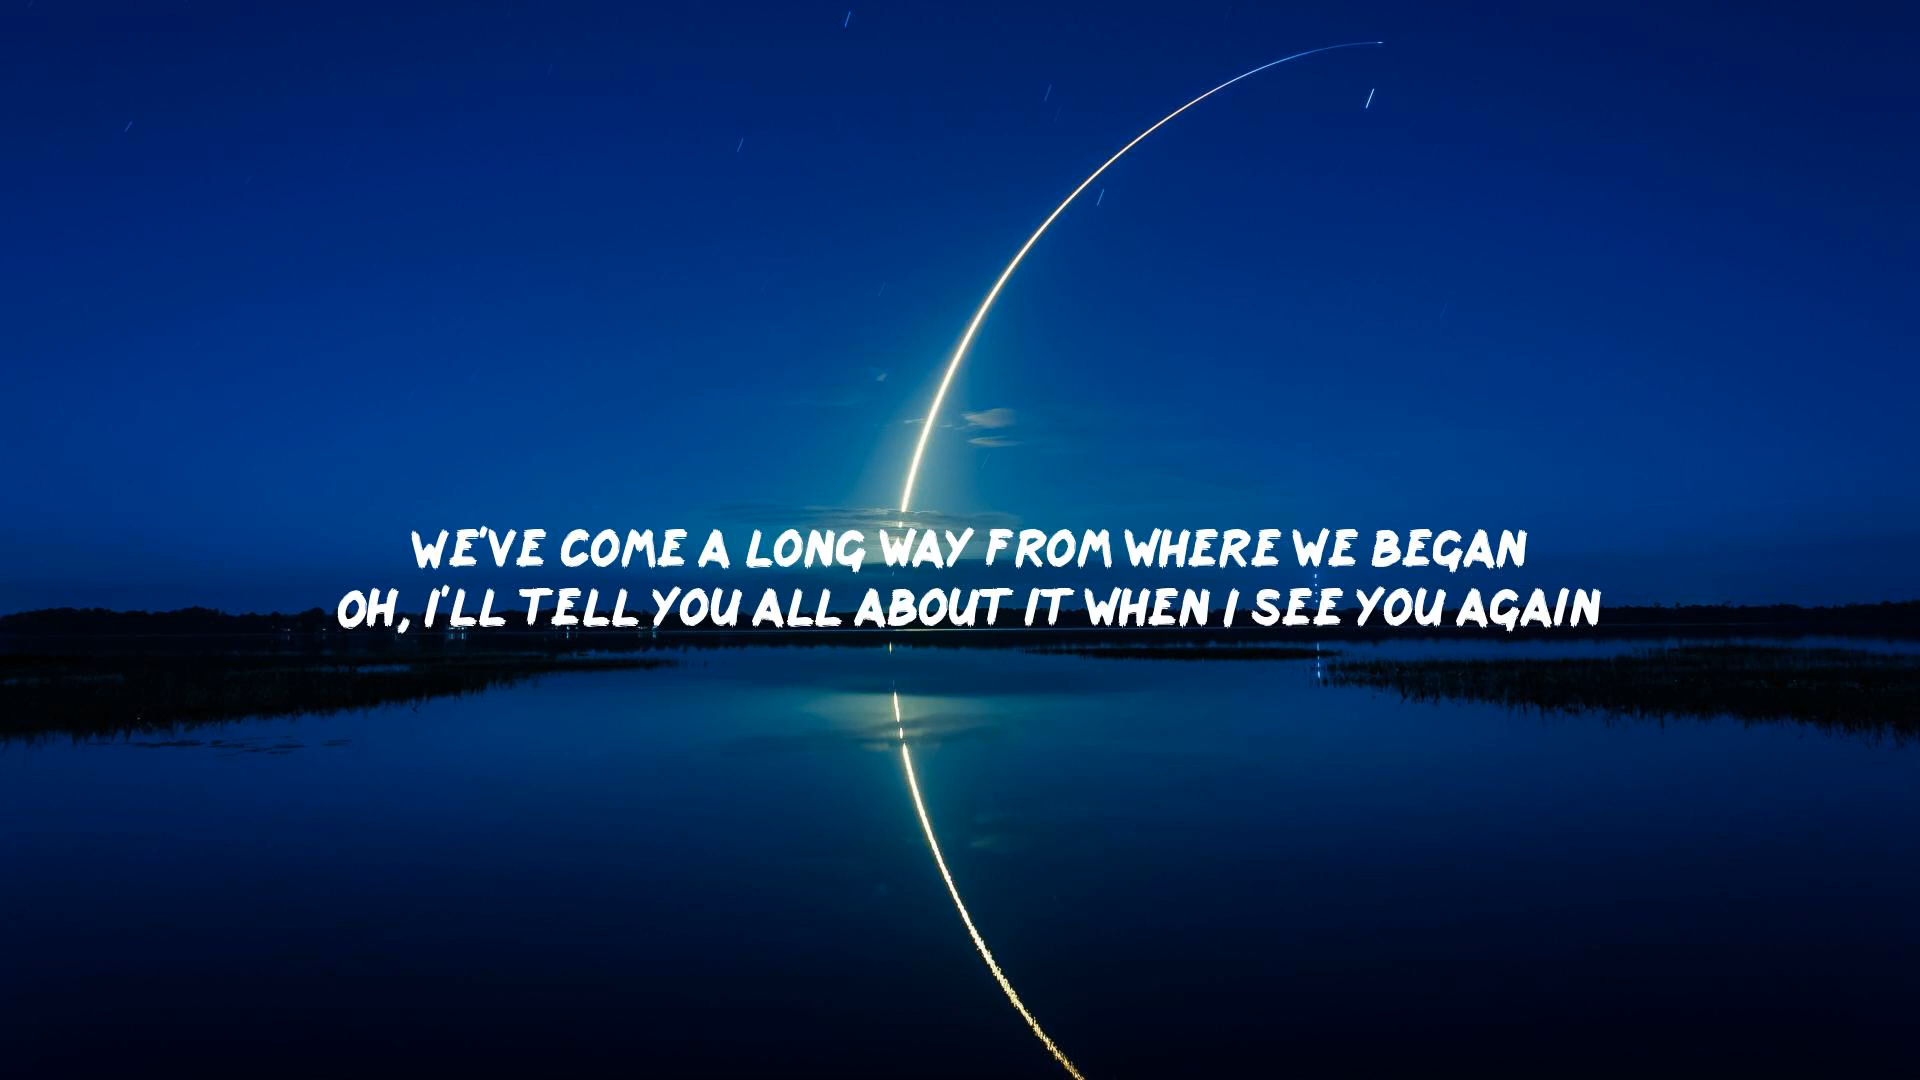 WE'VE COME A LONG WAY FROM WHERE WE BEGAN
OH, I'LL TELL YOU ALL ABOUT IT WHEN I SEE YOU AGAIN